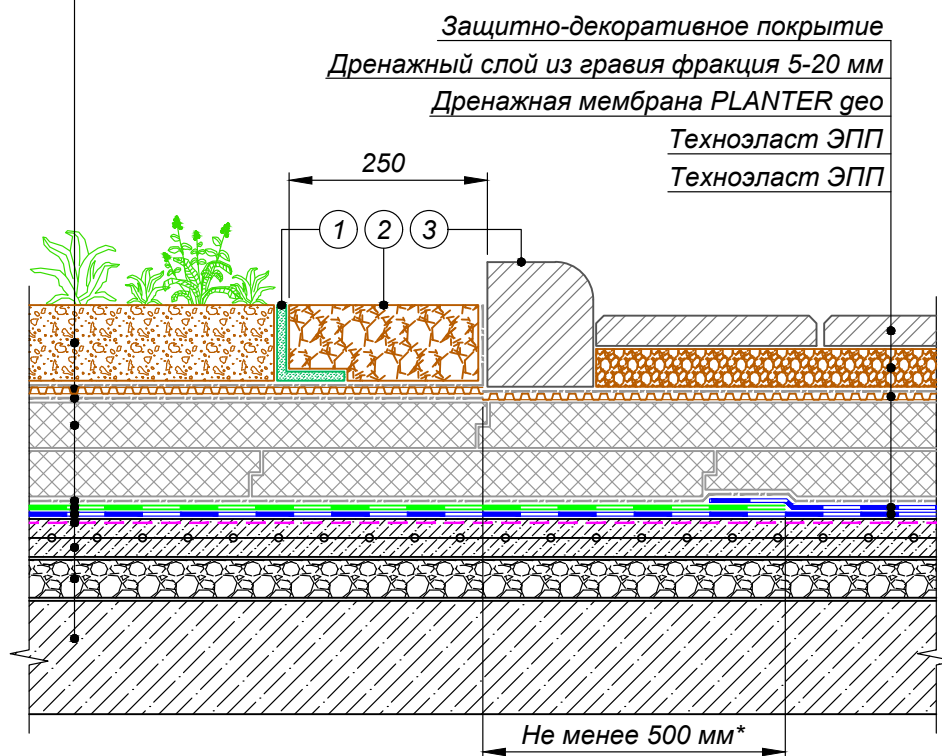 Защитно-декоративное покрытие
Дренажный слой из гравия фракция 5-20 мм
Дренажная мембрана PLANTER geo
Техноэласт ЭПП
Техноэласт ЭПП
250
1 2 3
Не менее 500 мм*